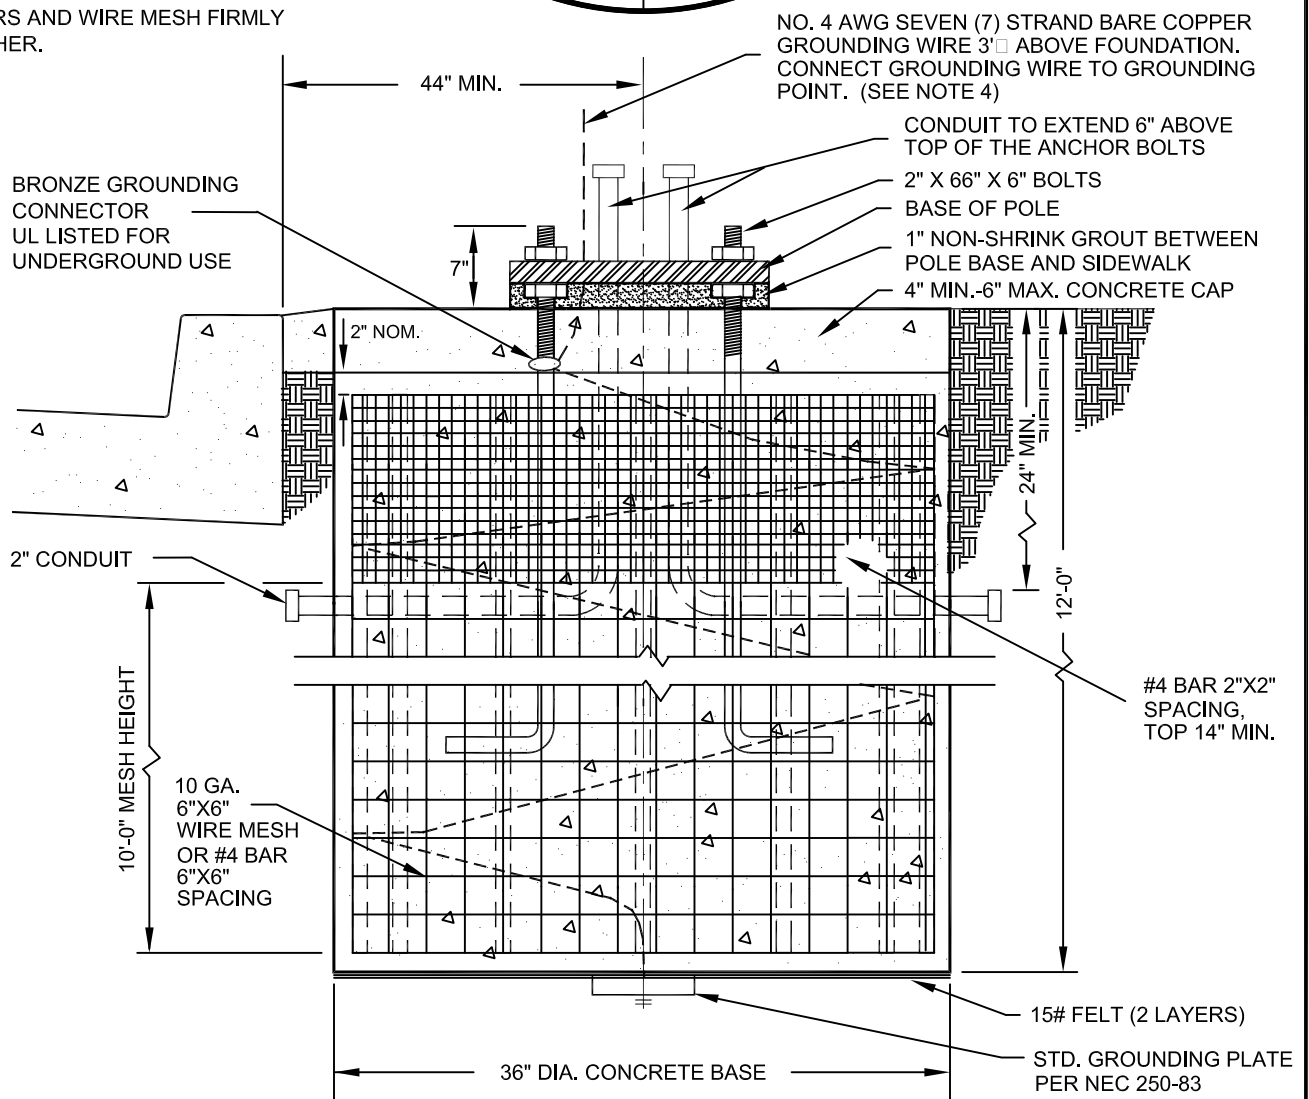 RS AND WIRE MESH FIRMLY
HER.
NO. 4 AWG SEVEN (7) STRAND BARE COPPER
GROUNDING WIRE 3'□ ABOVE FOUNDATION.
CONNECT GROUNDING WIRE TO GROUNDING
POINT. (SEE NOTE 4)
44" MIN.
CONDUIT TO EXTEND 6" ABOVE
TOP OF THE ANCHOR BOLTS
BRONZE GROUNDING
CONNECTOR
UL LISTED FOR
UNDERGROUND USE
2" X 66" X 6" BOLTS
BASE OF POLE
1" NON-SHRINK GROUT BETWEEN
POLE BASE AND SIDEWALK
7"
4" MIN.-6" MAX. CONCRETE CAP
2" NOM.
24" MIN.
2" CONDUIT
12'-0"
10'-0" MESH HEIGHT
#4 BAR 2"X2"
SPACING,
TOP 14" MIN.
10 GA.
6"X6"
WIRE MESH
OR #4 BAR
6"X6"
SPACING
15# FELT (2 LAYERS)
STD. GROUNDING PLATE
PER NEC 250-83
36" DIA. CONCRETE BASE